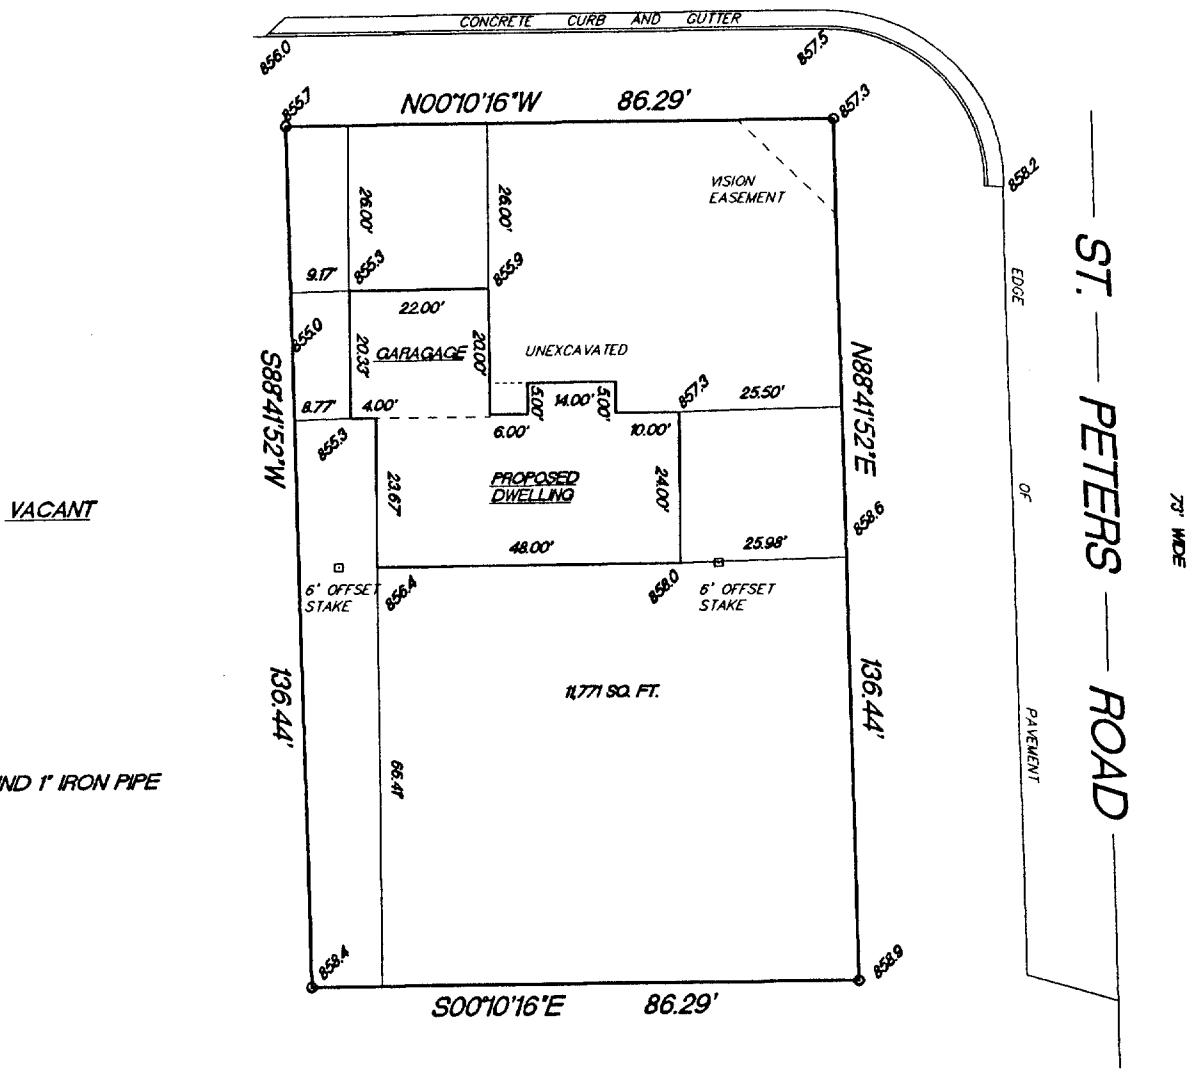 CONCRETE CURB AND GUTTER
856.0
857.5
855.7
N00°10'16"W 86.29'
857.3
858.2
VISION
EASEMENT
26.00'
26.00'
9.17'
855.3
855.9
22.00'
855.0
20.33'
GARAGAGE
20.00'
UNEXCAVATED
EDGE
ST. PETERS ROAD
S88°41'52"W
N88°41'52"E
8.77'
4.00'
5.00'
14.00'
5.00'
857.3
25.50'
6.00'
10.00'
855.3
23.67'
PROPOSED
DWELLING
24.00'
OF
VACANT
858.6
73' WIDE
48.00'
25.98'
6' OFFSET
STAKE
856.4
858.0
6' OFFSET
STAKE
136.44'
11,771 SQ. FT.
136.44'
PAVEMENT
66.41'
ND 1" IRON PIPE
858.4
858.9
S00°10'16"E 86.29'